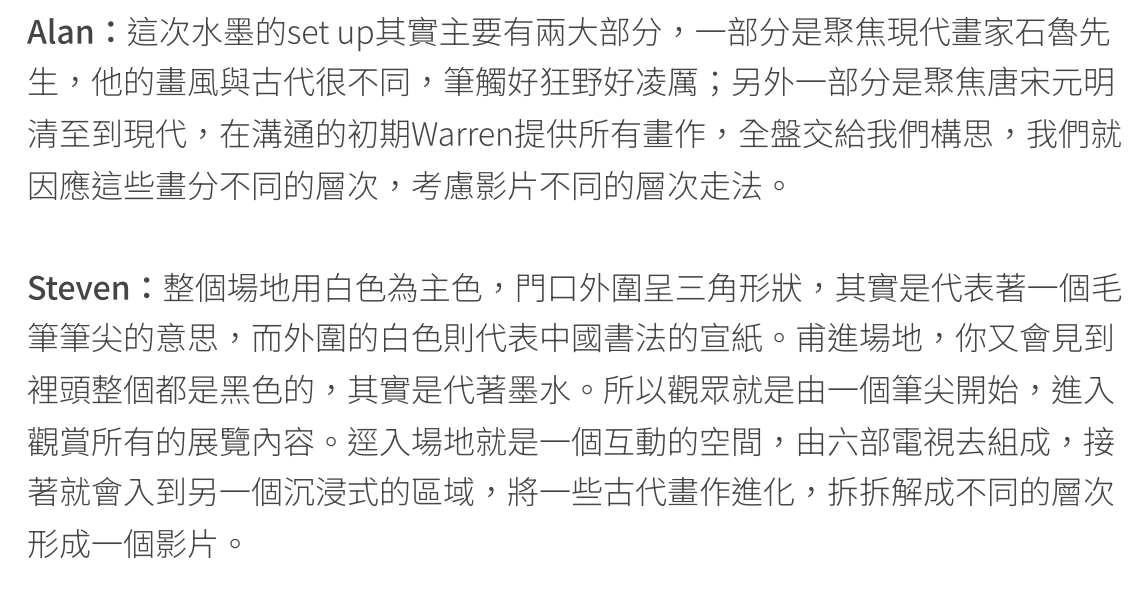 Alan：這次水墨的set up其實主要有兩大部分，一部分是聚焦現代畫家石魯先
生，他的畫風與古代很不同，筆觸好狂野好凌厲；另外一部分是聚焦唐宋元明
清至到現代，在溝通的初期Warren提供所有畫作，全盤交給我們構思，我們就
因應這些畫分不同的層次，考慮影片不同的層次走法。
Steven：整個場地用白色為主色，門口外圍呈三角形狀，其實是代表著一個毛
筆筆尖的意思，而外圍的白色則代表中國書法的宣紙。甫進場地，你又會見到
裡頭整個都是黑色的，其實是代著墨水。所以觀眾就是由一個筆尖開始，進入
觀賞所有的展覽內容。逕入場地就是一個互動的空間，由六部電視去組成，接
著就會入到另一個沉浸式的區域，將一些古代畫作進化，拆拆解成不同的層次
形成一個影片。